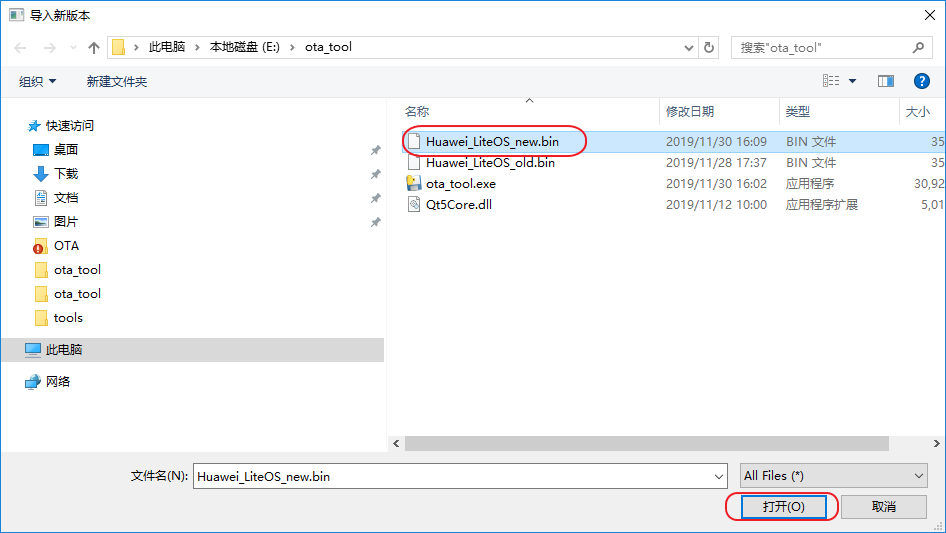 导入新版本
此电脑 › 本地磁盘 (E:) › ota_tool
搜索"ota_tool"
组织 新建文件夹
快速访问
桌面
下载
文档
图片
OTA
ota_tool
ota_tool
tools
此电脑
网络
名称 修改日期 类型 大小
Huawei_LiteOS_new.bin 2019/11/30 16:09 BIN 文件 35
Huawei_LiteOS_old.bin 2019/11/28 17:37 BIN 文件 35
ota_tool.exe 2019/11/30 16:02 应用程序 30,92
Qt5Core.dll 2019/11/12 10:00 应用程序扩展 5,01
文件名(N): Huawei_LiteOS_new.bin All Files (*)
打开(O) 取消